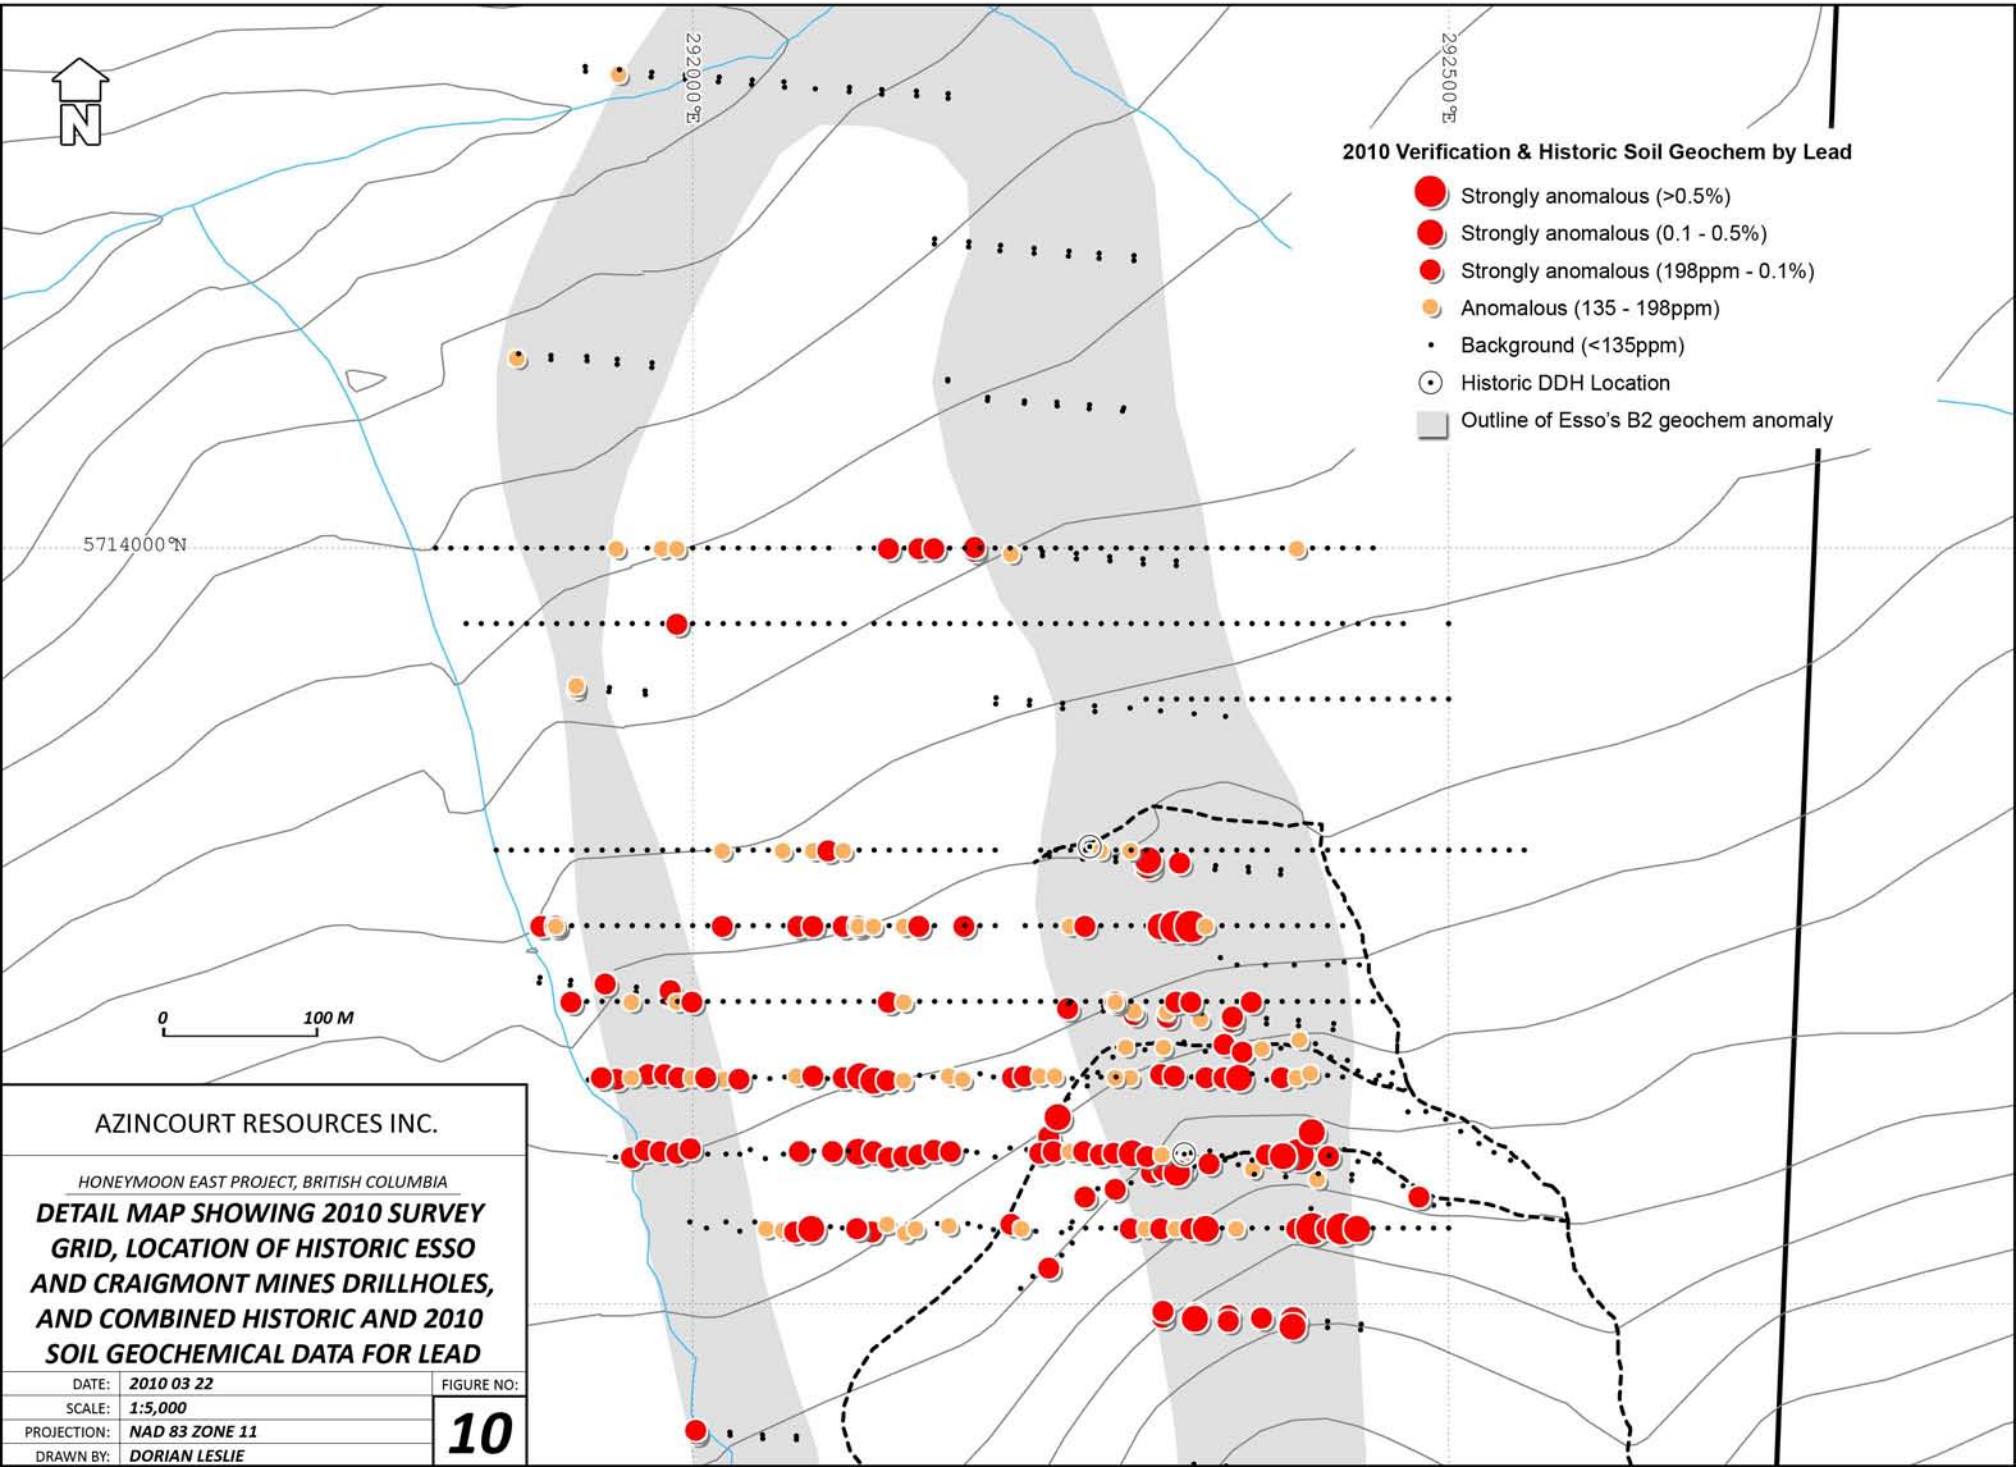 N
292000°E
292500°E
2010 Verification & Historic Soil Geochem by Lead
Strongly anomalous (>0.5%)
Strongly anomalous (0.1 - 0.5%)
Strongly anomalous (198ppm - 0.1%)
Anomalous (135 - 198ppm)
Background (<135ppm)
Historic DDH Location
Outline of Esso's B2 geochem anomaly
5714000°N
0 100 M
AZINCOURT RESOURCES INC.
HONEYMOON EAST PROJECT, BRITISH COLUMBIA
DETAIL MAP SHOWING 2010 SURVEY
GRID, LOCATION OF HISTORIC ESSO
AND CRAIGMONT MINES DRILLHOLES,
AND COMBINED HISTORIC AND 2010
SOIL GEOCHEMICAL DATA FOR LEAD
DATE: 2010 03 22
SCALE: 1:5,000
PROJECTION: NAD 83 ZONE 11
DRAWN BY: DORIAN LESLIE
FIGURE NO:
10